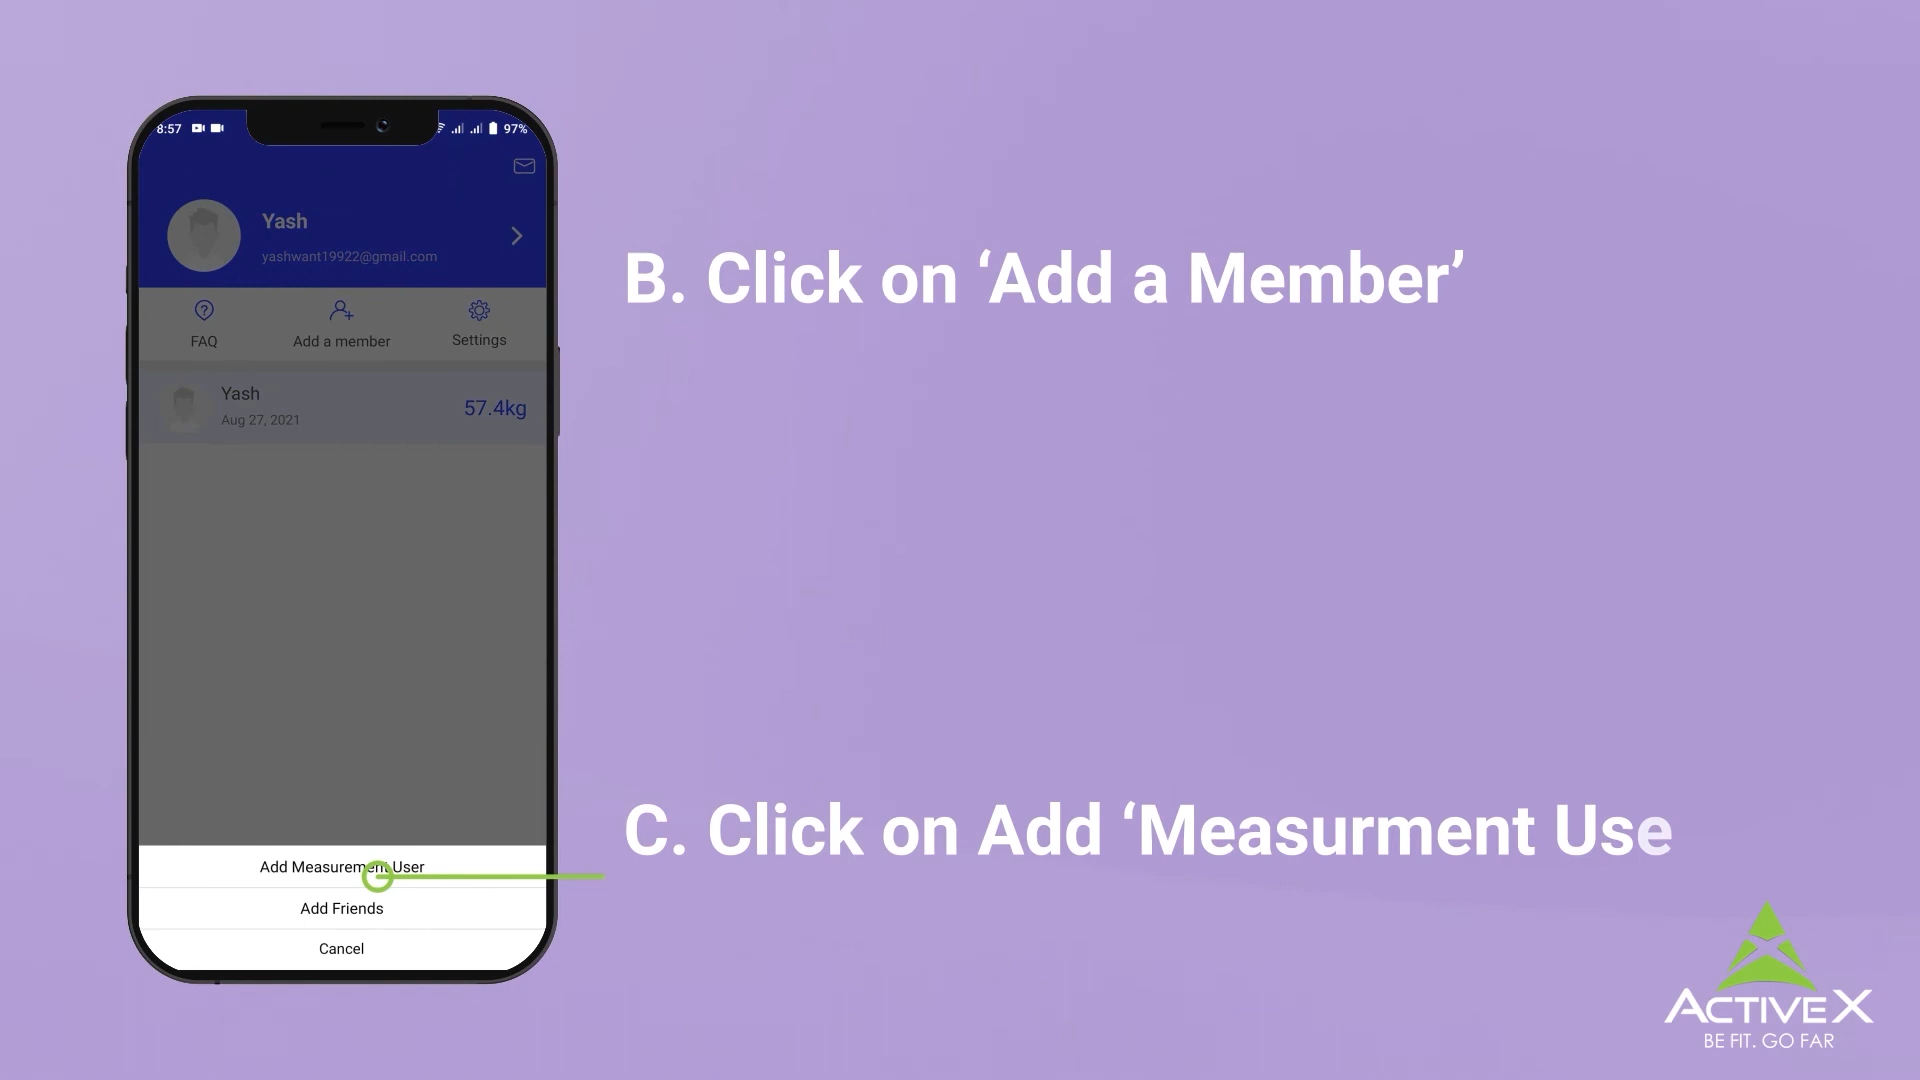 8:57
97%
Yash
yashwant19922@gmail.com
FAQ
Add a member
Settings
Yash
Aug 27, 2021
57.4kg
Add Measurement User
Add Friends
Cancel
B. Click on ‘Add a Member’
C. Click on Add ‘Measurment Use
ACTIVEX
BE FIT. GO FAR